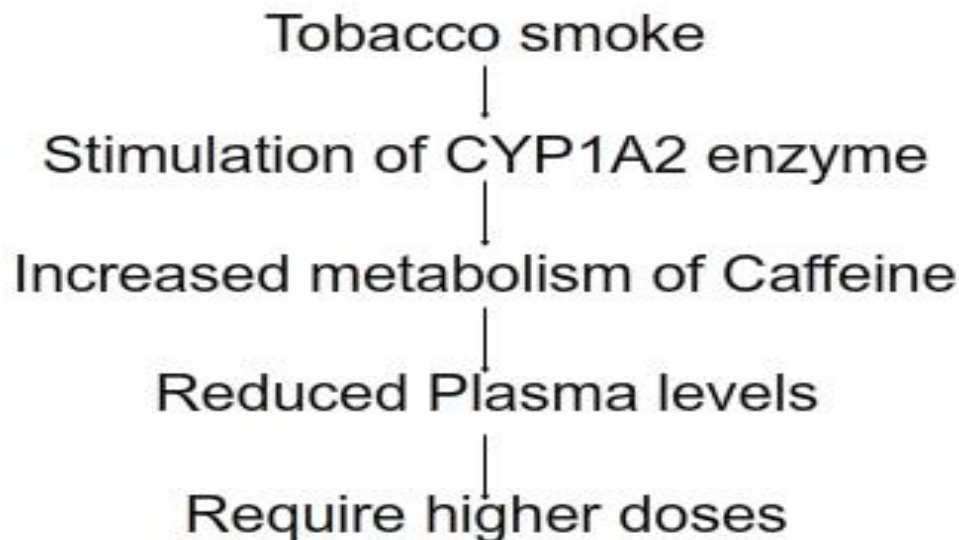 Tobacco smoke
Stimulation of CYP1A2 enzyme
Increased metabolism of Caffeine
Reduced Plasma levels
Require higher doses